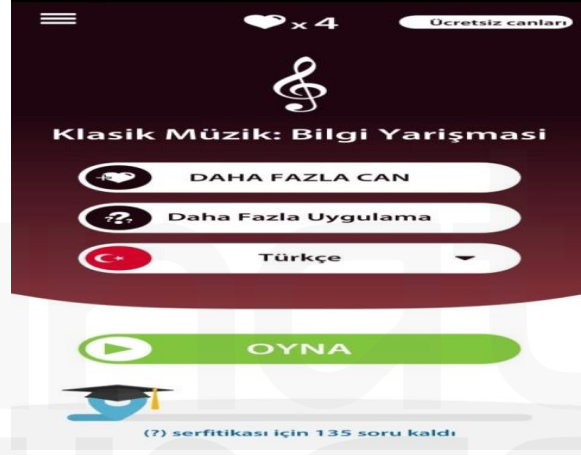 x 4
Ücretsiz canları
Klasik Müzik: Bilgi Yarişmasi
DAHA FAZLA CAN
Daha Fazla Uygulama
Türkçe
OYNA
(?) serfitikası için 135 soru kaldı